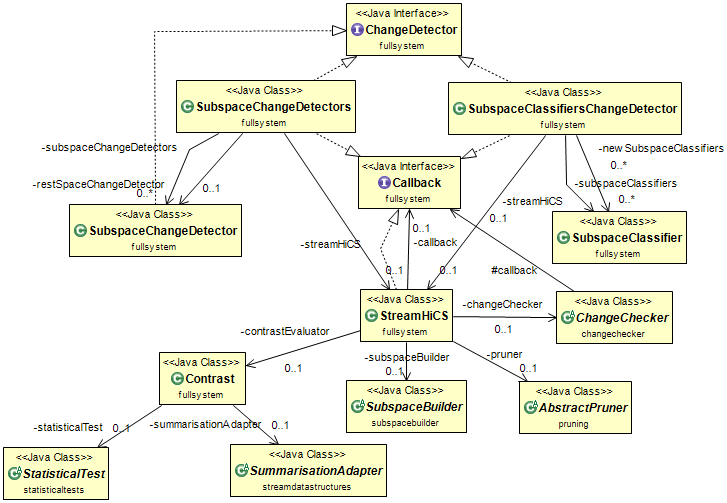 <<Java Interface>>
ChangeDetector
fullsystem
<<Java Class>>
SubspaceChangeDetectors
fullsystem
<<Java Class>>
SubspaceClassifiersChangeDetector
fullsystem
-subspaceChangeDetectors
-restSpaceChangeDetector
0..*
0..1
<<Java Interface>>
Callback
fullsystem
-new SubspaceClassifiers
0..*
-subspaceClassifiers
0..*
-streamHiCS
0..1
<<Java Class>>
SubspaceChangeDetector
fullsystem
<<Java Class>>
SubspaceClassifier
fullsystem
0..1
-callback
-streamHiCS
0..1
0..1
#callback
<<Java Class>>
StreamHiCS
fullsystem
-changeChecker
0..1
<<Java Class>>
ChangeChecker
changechecker
-contrastEvaluator
0..1
-subspaceBuilder
0..1
-pruner
0..1
<<Java Class>>
Contrast
fullsystem
<<Java Class>>
SubspaceBuilder
subspacebuilder
<<Java Class>>
AbstractPruner
pruning
-statisticalTest
0..1
-summarisationAdapter
0..1
<<Java Class>>
StatisticalTest
statisticaltests
<<Java Class>>
SummarisationAdapter
streamdatastructures